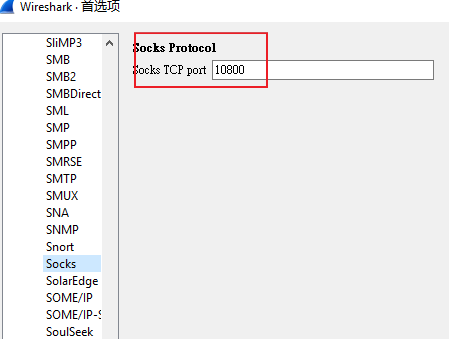 Wireshark · 首选项
SliMP3
SMB
SMB2
SMBDirect
SML
SMP
SMPP
SMRSE
SMTP
SMUX
SNA
SNMP
Snort
Socks
SolarEdge
SOME/IP
SOME/IP-S
SoulSeek
Socks Protocol
Socks TCP port 10800